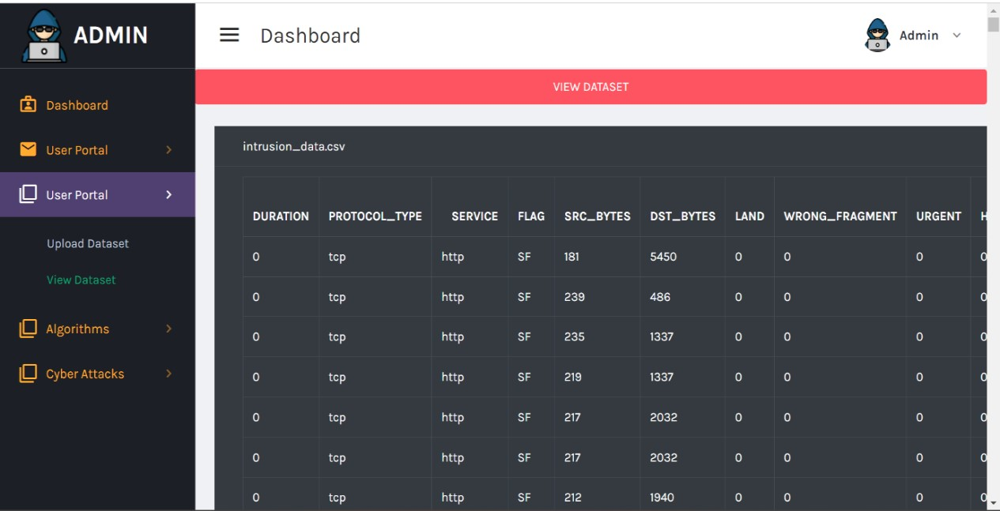 ADMIN
Dashboard
Admin
VIEW DATASET
Dashboard
User Portal
User Portal
Upload Dataset
View Dataset
Algorithms
Cyber Attacks
intrusion_data.csv
DURATION PROTOCOL_TYPE SERVICE FLAG SRC_BYTES DST_BYTES LAND WRONG_FRAGMENT URGENT H
0 tcp http SF 181 5450 0 0 0 0
0 tcp http SF 239 486 0 0 0 0
0 tcp http SF 235 1337 0 0 0 0
0 tcp http SF 219 1337 0 0 0 0
0 tcp http SF 217 2032 0 0 0 0
0 tcp http SF 217 2032 0 0 0 0
0 tcp http SF 212 1940 0 0 0 0